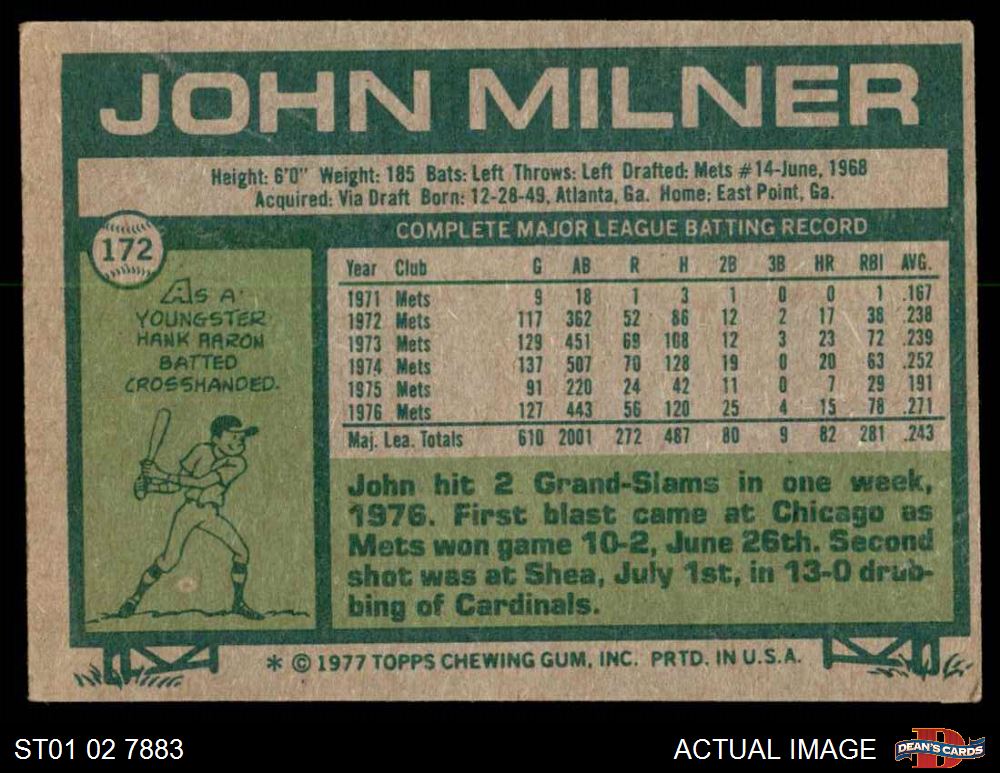 JOHN MILNER
Height: 6'0" Weight: 185 Bats: Left Throws: Left Drafted: Mets #14-June, 1968
Acquired: Via Draft Born: 12-28-49, Atlanta, Ga. Home: East Point, Ga.
172
AS A
YOUNGSTER
HANK AARON
BATTED
CROSSHANDED.
COMPLETE MAJOR LEAGUE BATTING RECORD
Year Club G AB R H 2B 3B HR RBI AVG.
1971 Mets 9 18 1 3 1 0 0 1 .167
1972 Mets 117 362 52 86 12 2 17 38 .238
1973 Mets 129 451 69 108 12 3 23 72 .239
1974 Mets 137 507 70 128 19 0 20 63 .252
1975 Mets 91 220 24 42 11 0 7 29 .191
1976 Mets 127 443 56 120 25 4 15 78 .271
Maj. Lea. Totals 610 2001 272 487 80 9 82 281 .243
John hit 2 Grand-Slams in one week,
1976. First blast came at Chicago as
Mets won game 10-2, June 26th. Second
shot was at Shea, July 1st, in 13-0 drub-
bing of Cardinals.
* © 1977 TOPPS CHEWING GUM, INC. PRTD. IN U.S.A.
ST01 02 7883
ACTUAL IMAGE
D
DEAN'S CARDS